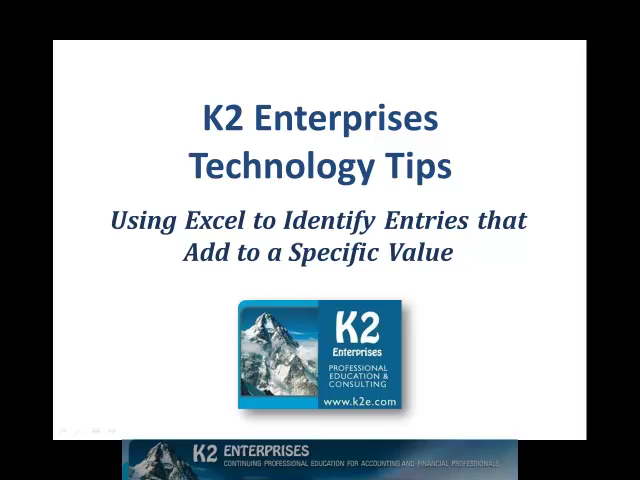 K2 Enterprises
Technology Tips
Using Excel to Identify Entries that
Add to a Specific Value
K2
Enterprises
PROFESSIONAL
EDUCATION &
CONSULTING
www.k2e.com
K2 ENTERPRISES
CONTINUING PROFESSIONAL EDUCATION FOR ACCOUNTING AND FINANCIAL PROFESSIONALS